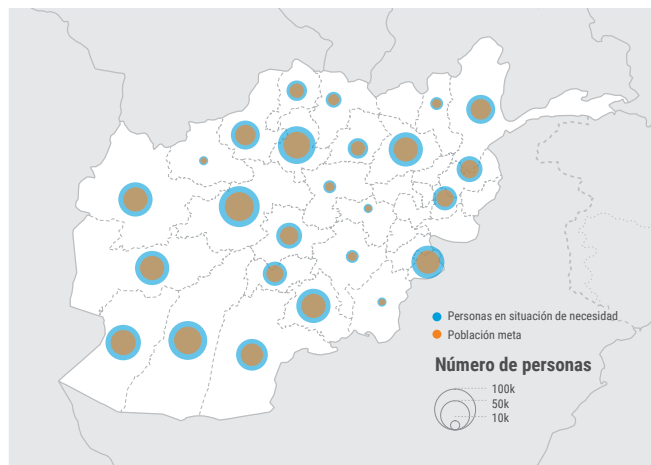 Personas en situación de necesidad
Población meta
Número de personas
100k
50k
10k